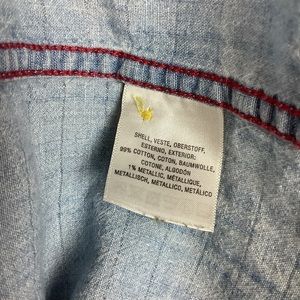 SHELL, VESTE, OBERSTOFF,
ESTERNO, EXTERIOR:
99% COTTON, COTON, BAUMWOLLE,
COTONE, ALGODÓN
1% METALLIC, MÉTALLIQUE,
METALLISCH, METALLICO, METÁLICO